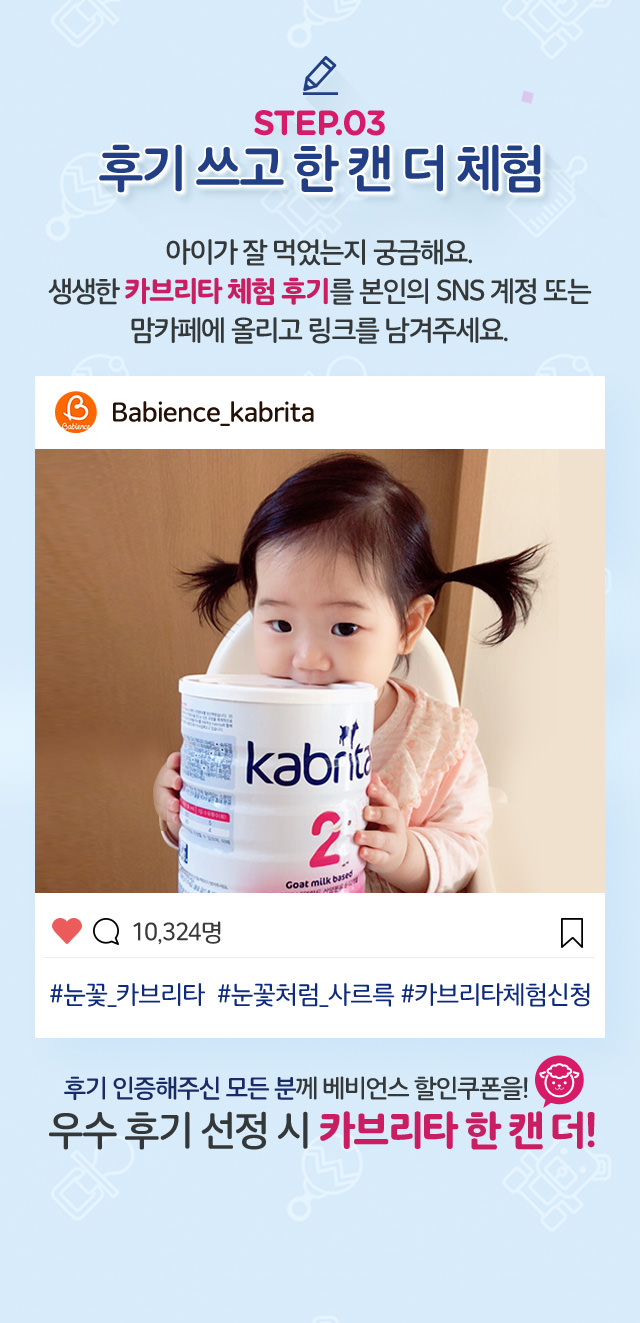 STEP.03
후기 쓰고 한 캔 더 체험
아이가 잘 먹었는지 궁금해요.
생생한 카브리타 체험 후기를 본인의 SNS 계정 또는
맘카페에 올리고 링크를 남겨주세요.
Babience
Babience_kabrita
kabrita
2
Goat milk based
10,324명
#눈꽃_카브리타 #눈꽃처럼_사르륵 #카브리타체험신청
후기 인증해주신 모든 분께 베비언스 할인쿠폰을!
우수 후기 선정 시 카브리타 한 캔 더!